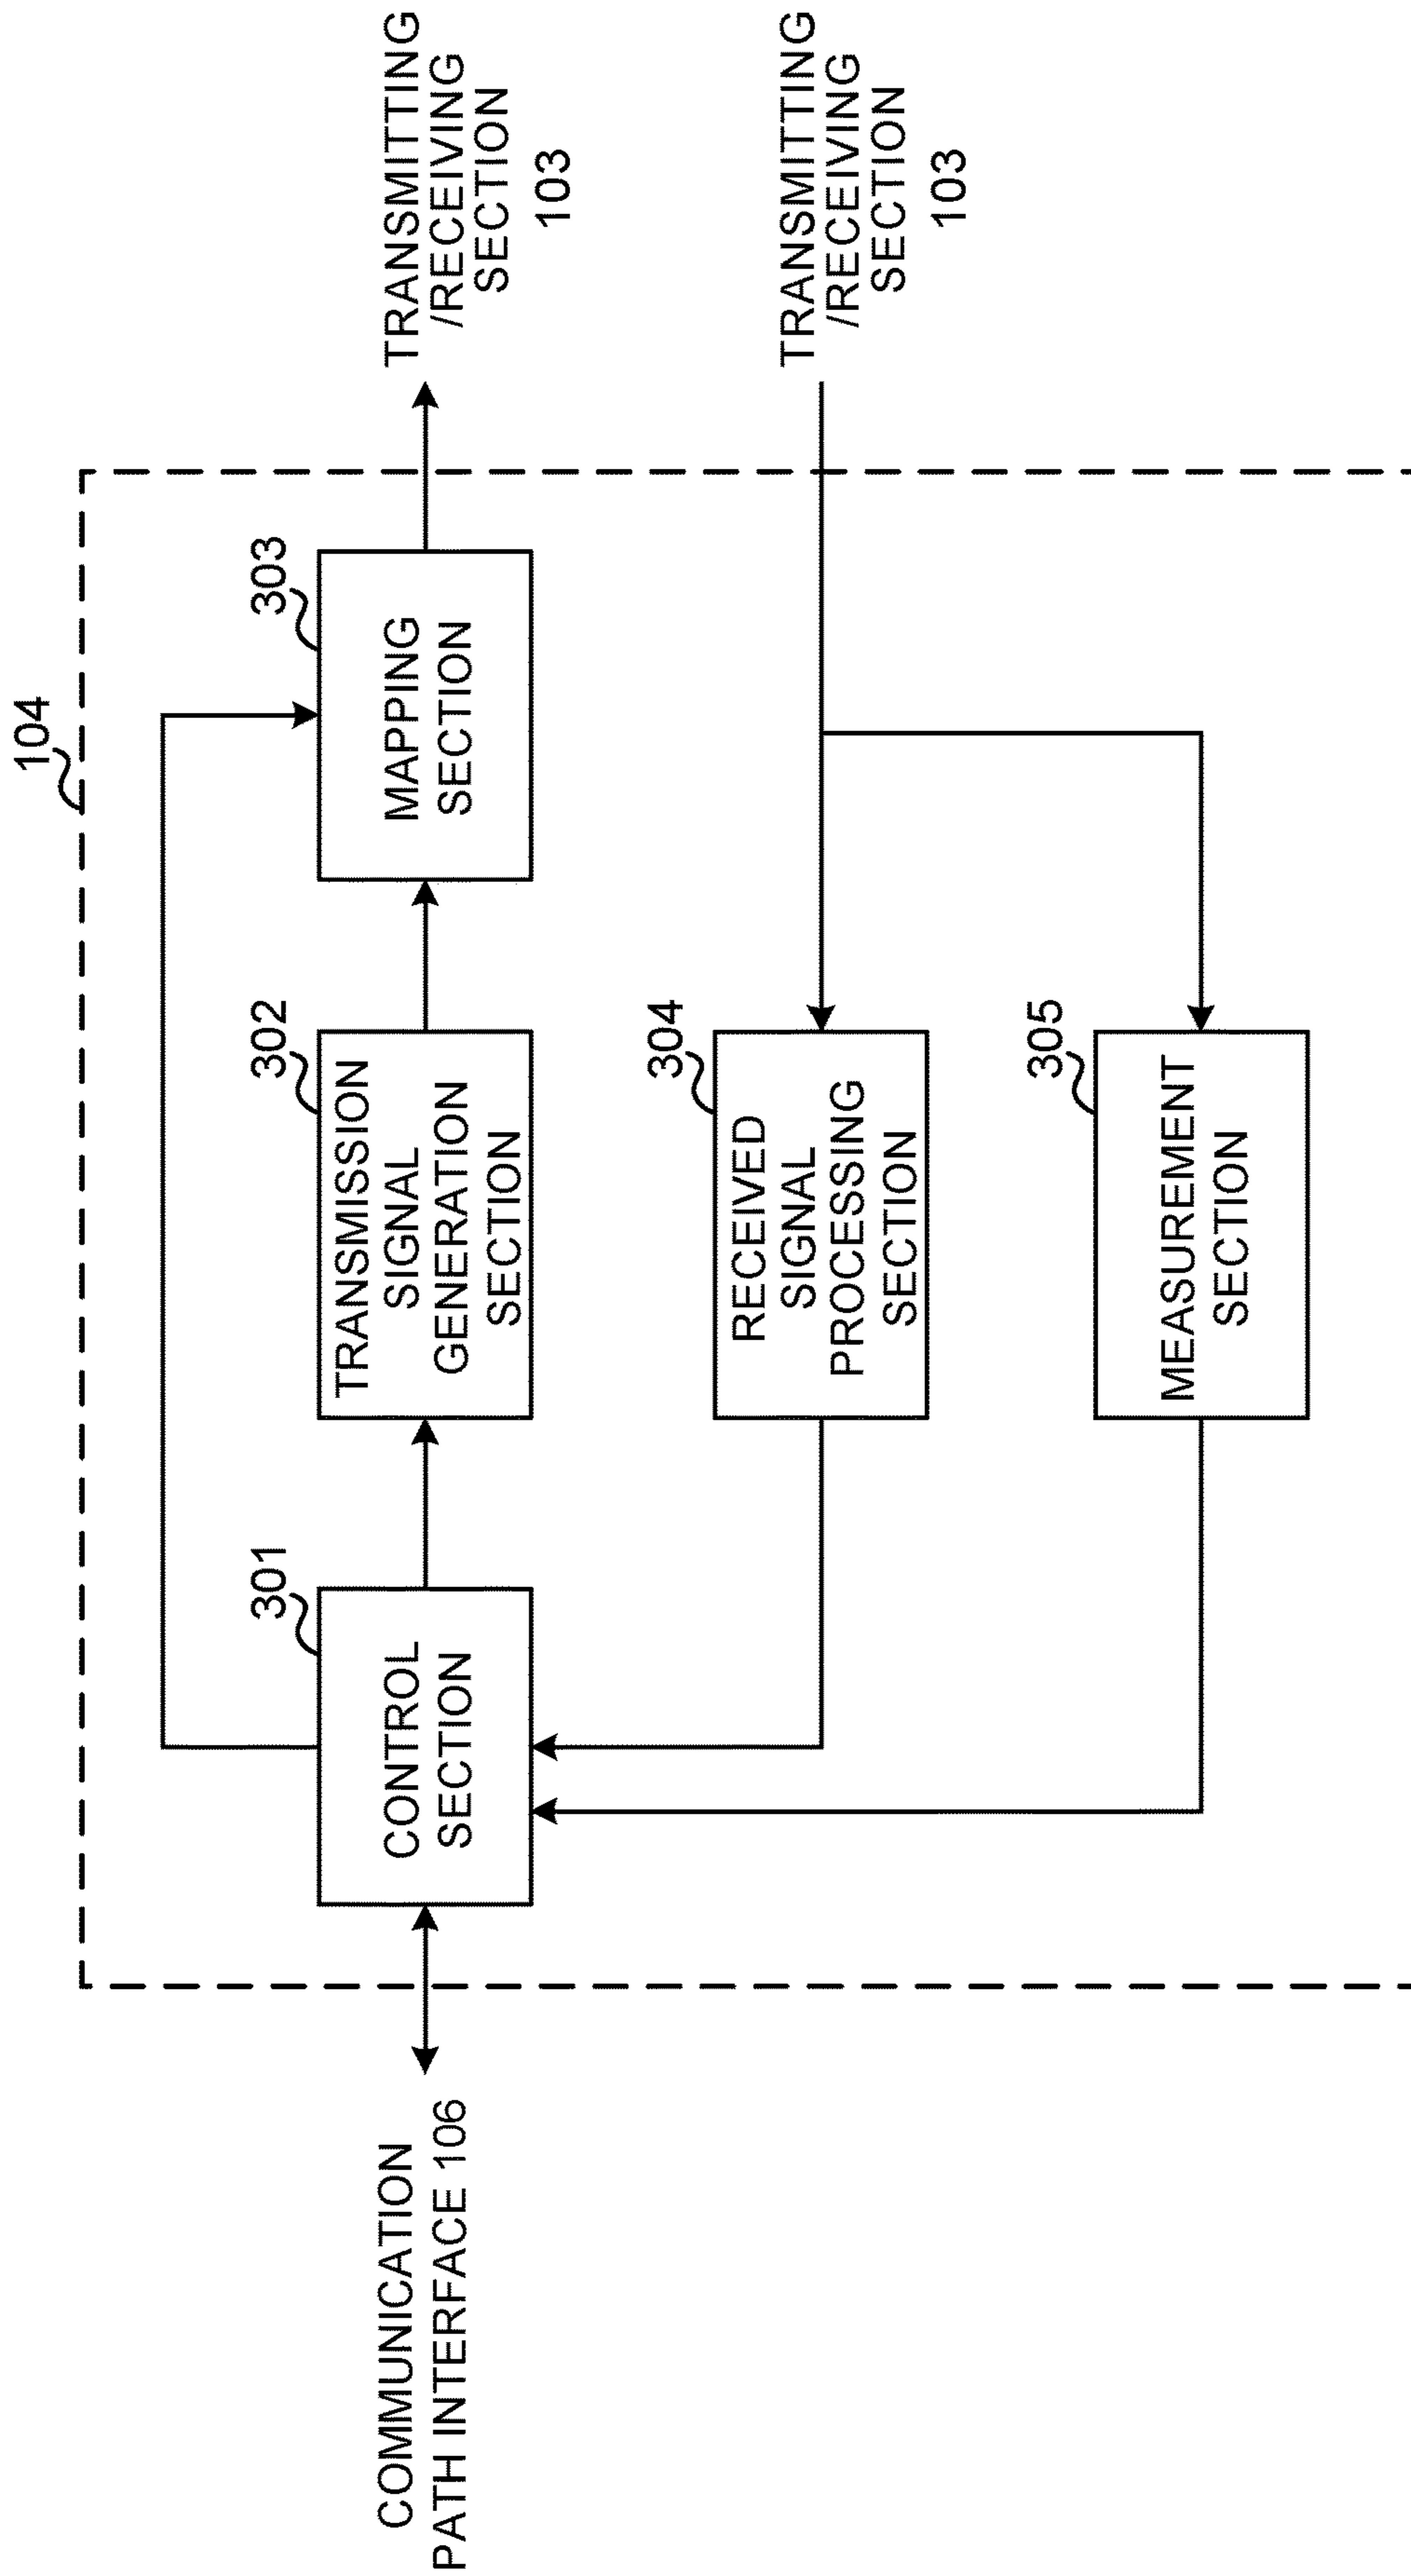 104
COMMUNICATION
PATH INTERFACE 106
301
CONTROL
SECTION
302
TRANSMISSION
SIGNAL
GENERATION
SECTION
303
MAPPING
SECTION
TRANSMITTING
/RECEIVING
SECTION
103
304
RECEIVED
SIGNAL
PROCESSING
SECTION
TRANSMITTING
/RECEIVING
SECTION
103
305
MEASUREMENT
SECTION